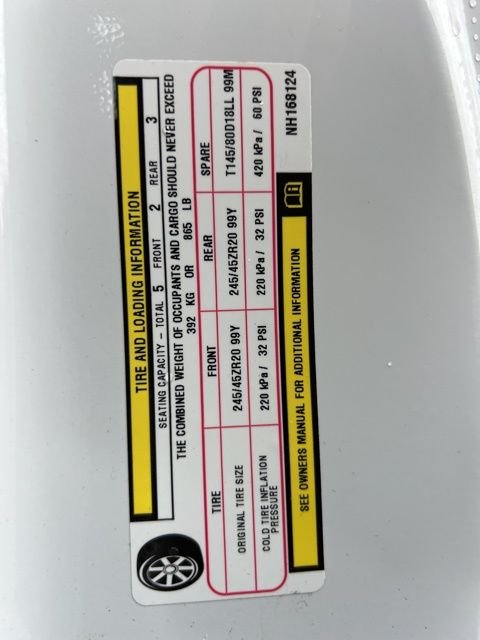 TIRE AND LOADING INFORMATION
SEATING CAPACITY - TOTAL 5 FRONT 2 REAR 3
THE COMBINED WEIGHT OF OCCUPANTS AND CARGO SHOULD NEVER EXCEED
392 KG OR 865 LB
TIRE FRONT REAR SPARE
ORIGINAL TIRE SIZE 245/45ZR20 99Y 245/45ZR20 99Y T145/80D18LL 99M
COLD TIRE INFLATION PRESSURE 220 kPa / 32 PSI 220 kPa / 32 PSI 420 kPa / 60 PSI
SEE OWNERS MANUAL FOR ADDITIONAL INFORMATION
NH168124